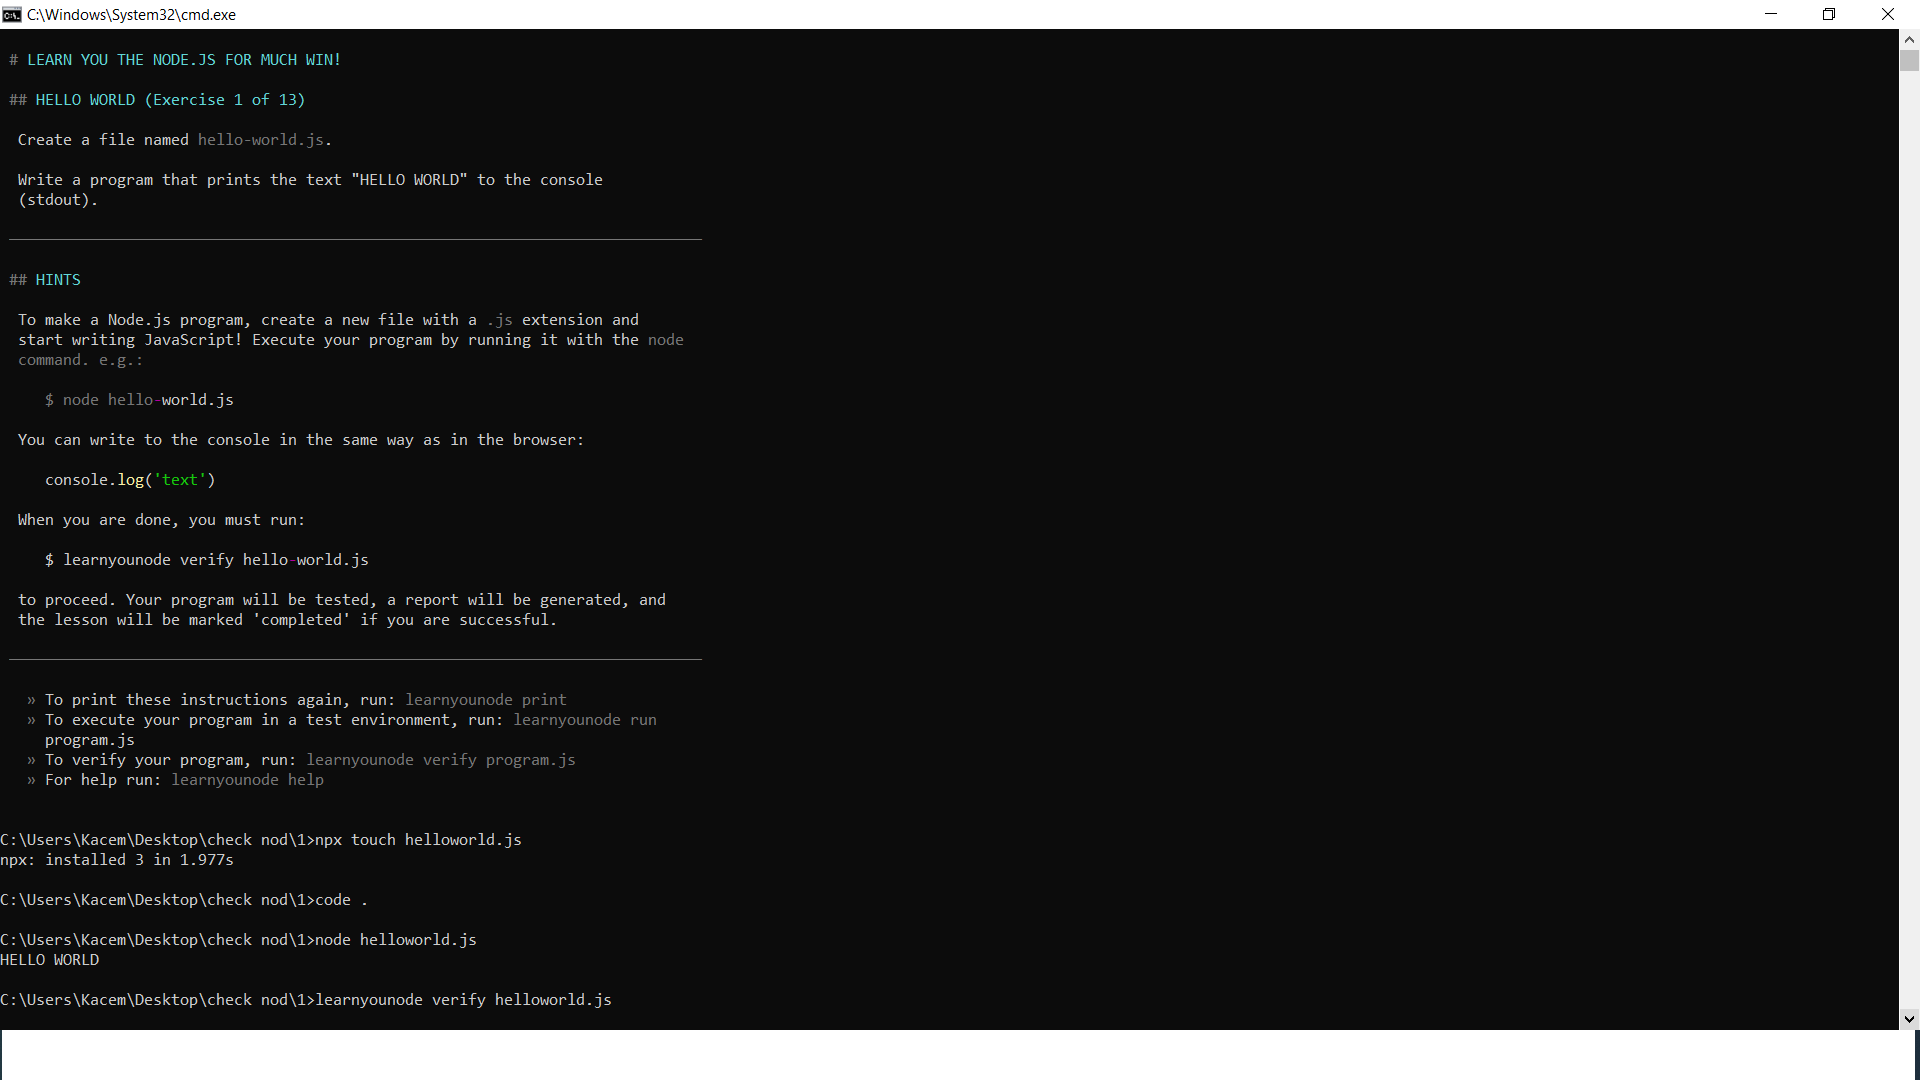 C:\Windows\System32\cmd.exe
# LEARN YOU THE NODE.JS FOR MUCH WIN!
## HELLO WORLD (Exercise 1 of 13)
Create a file named hello-world.js.
Write a program that prints the text "HELLO WORLD" to the console
(stdout).
## HINTS
To make a Node.js program, create a new file with a .js extension and
start writing JavaScript! Execute your program by running it with the node
command. e.g.:
$ node hello-world.js
You can write to the console in the same way as in the browser:
console.log('text')
When you are done, you must run:
$ learnyounode verify hello-world.js
to proceed. Your program will be tested, a report will be generated, and
the lesson will be marked 'completed' if you are successful.
» To print these instructions again, run: learnyounode print
» To execute your program in a test environment, run: learnyounode run
program.js
» To verify your program, run: learnyounode verify program.js
» For help run: learnyounode help
C:\Users\Kacem\Desktop\check nod\1>npx touch helloworld.js
npx: installed 3 in 1.977s
C:\Users\Kacem\Desktop\check nod\1>code .
C:\Users\Kacem\Desktop\check nod\1>node helloworld.js
HELLO WORLD
C:\Users\Kacem\Desktop\check nod\1>learnyounode verify helloworld.js